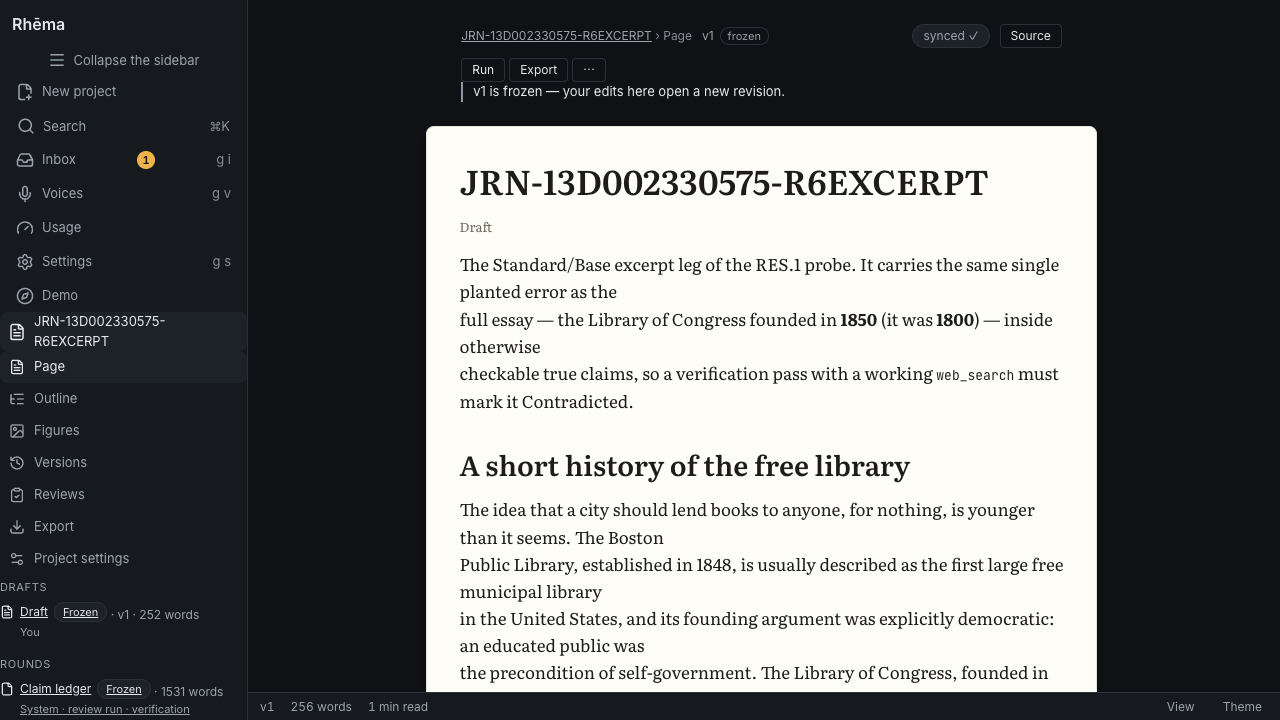 Rhēma
Collapse the sidebar
New project
Search ⌘K
Inbox 1 g i
Voices g v
Usage
Settings g s
Demo
JRN-13D002330575-
R6EXCERPT
Page
Outline
Figures
Versions
Reviews
Export
Project settings
DRAFTS
Draft Frozen · v1 · 252 words
You
ROUNDS
Claim ledger Frozen · 1531 words
System · review run · verification
JRN-13D002330575-R6EXCERPT › Page v1 frozen
synced ✓ Source
Run Export ···
v1 is frozen — your edits here open a new revision.
JRN-13D002330575-R6EXCERPT
Draft
The Standard/Base excerpt leg of the RES.1 probe. It carries the same single
planted error as the
full essay — the Library of Congress founded in 1850 (it was 1800) — inside
otherwise
checkable true claims, so a verification pass with a working web_search must
mark it Contradicted.
A short history of the free library
The idea that a city should lend books to anyone, for nothing, is younger
than it seems. The Boston
Public Library, established in 1848, is usually described as the first large free
municipal library
in the United States, and its founding argument was explicitly democratic:
an educated public was
the precondition of self-government. The Library of Congress, founded in
v1 256 words 1 min read
View Theme